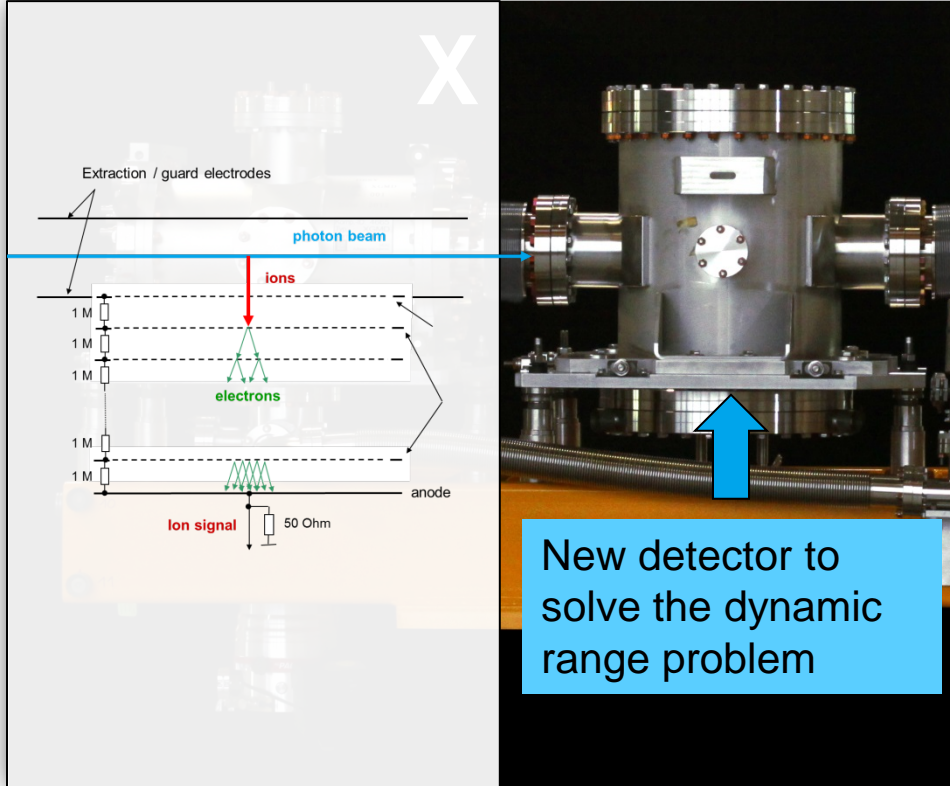 X
Extraction / guard electrodes
photon beam
ions
1 M
1 M
1 M
electrons
1 M
1 M
anode
Ion signal
50 Ohm
New detector to
solve the dynamic
range problem